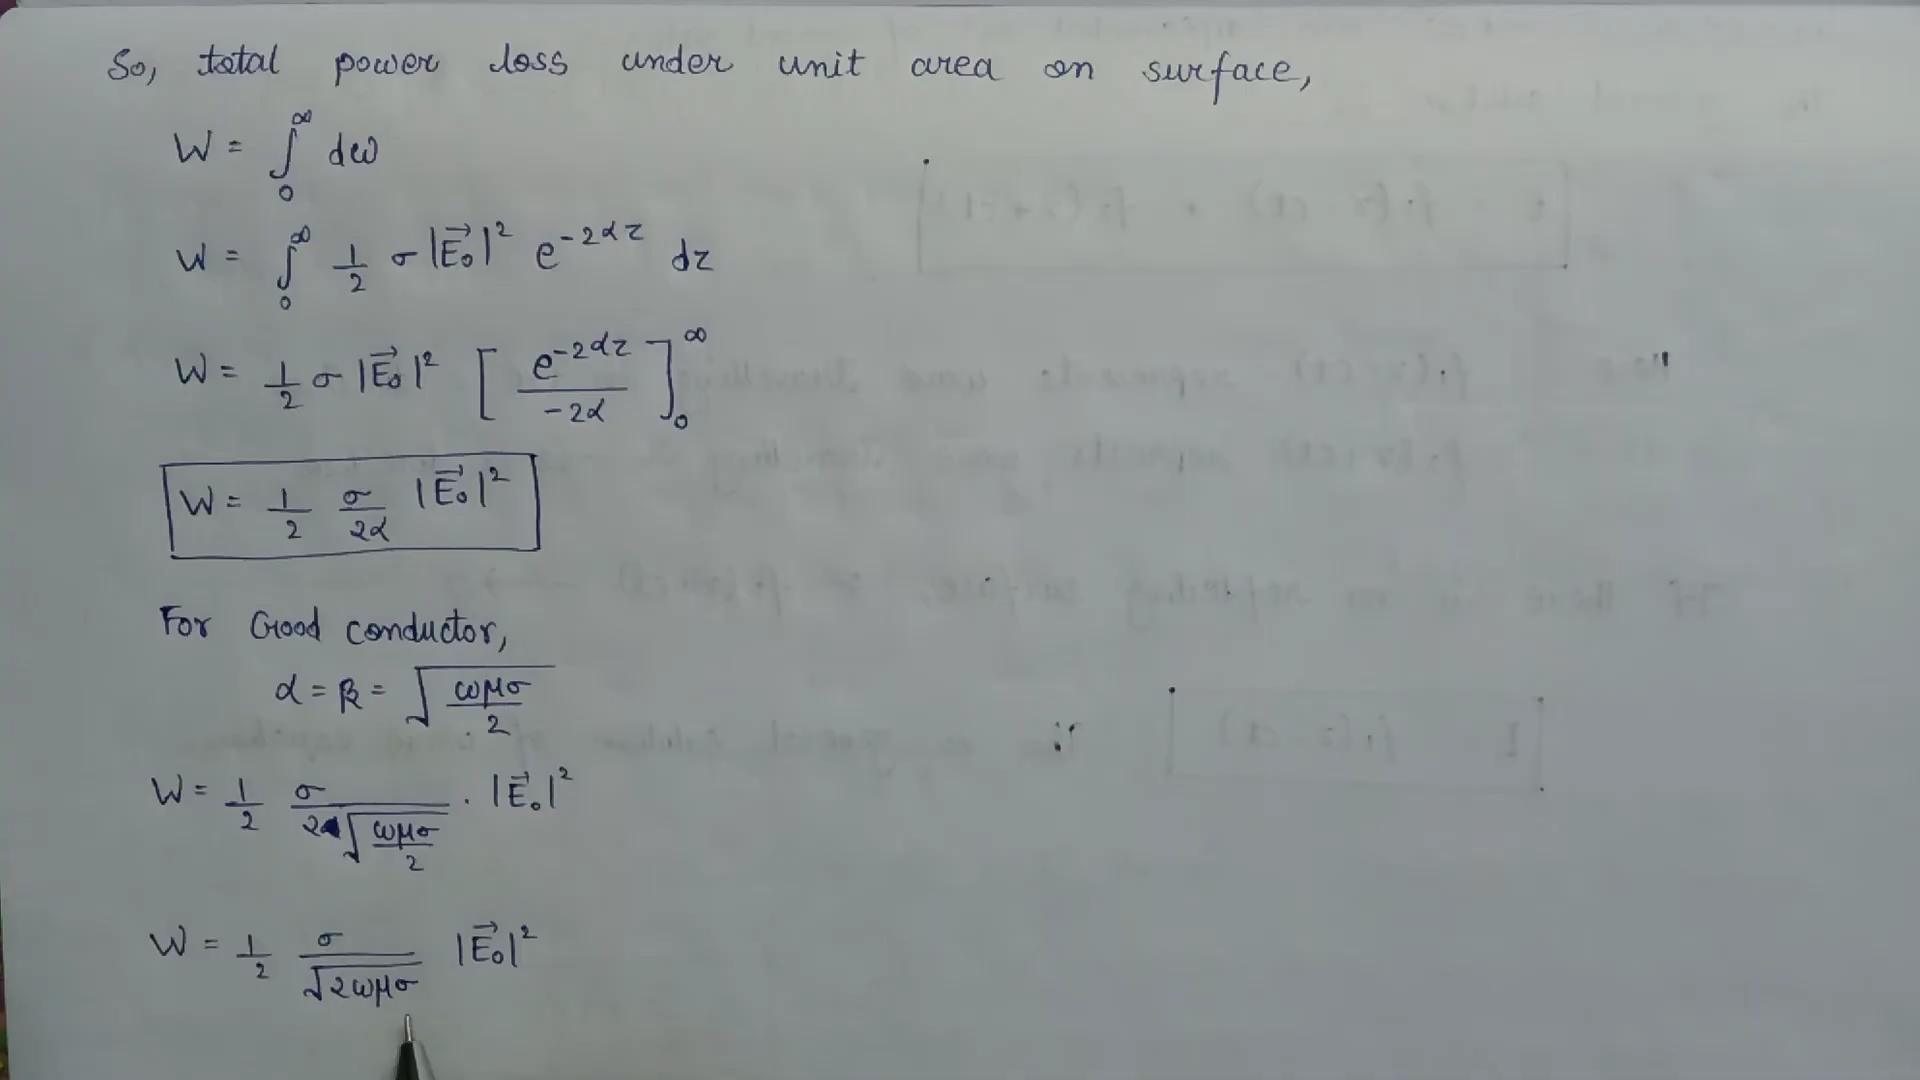 So, total power loss under unit area on surface,
W = ∫₀^∞ dω
W = ∫₀^∞ 1/2 σ |E⃗₀|² e^(-2αz) dz
W = 1/2 σ |E⃗₀|² [ e^(-2αz) / -2α ]₀^∞
W = 1/2 σ/2α |E⃗₀|²
For Good conductor,
α = β = √(ωμσ/2)
W = 1/2 σ/(2√(ωμσ/2)) . |E⃗₀|²
W = 1/2 σ/√(2ωμσ) |E⃗₀|²